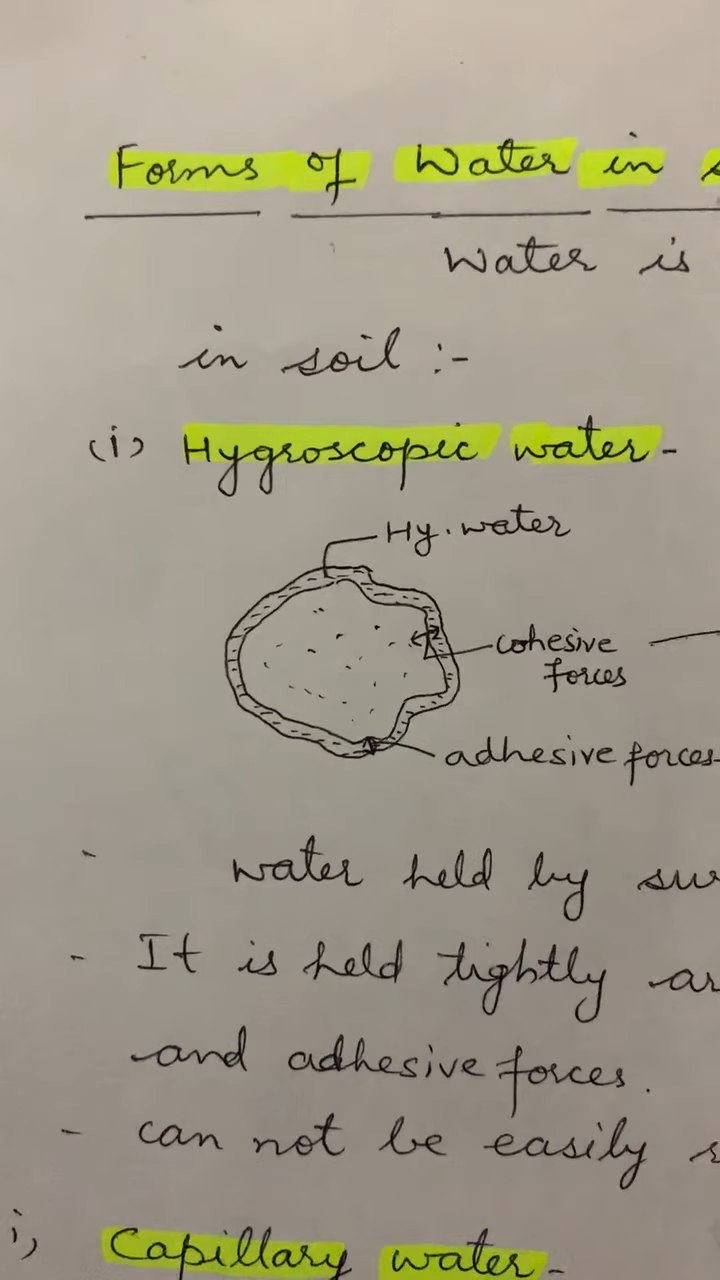 Forms of Water in
Water is
in soil :-
(i) Hygroscopic water -
Hy. water
cohesive
forces
adhesive forces
water held by
- It is held tightly
and adhesive forces.
- can not be easily
i) Capillary water -